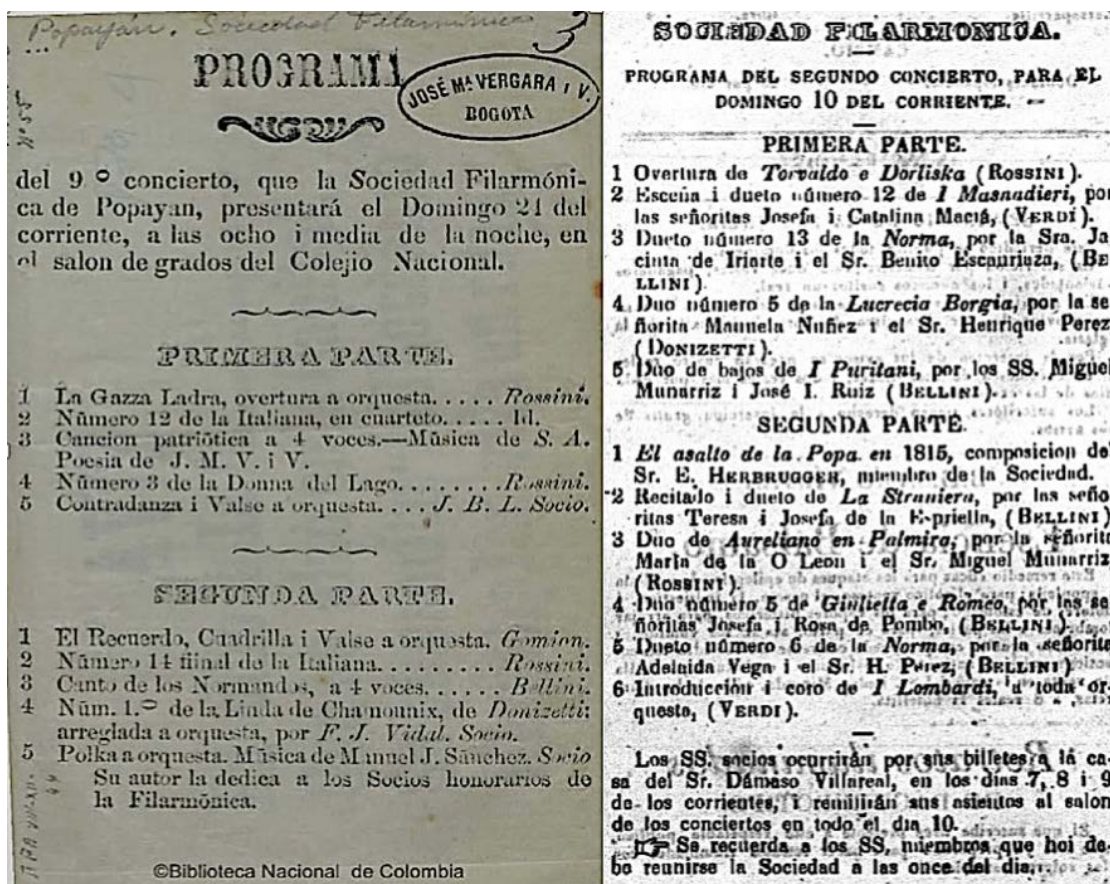 Popayán. Sociedad Filarmónica
3
...
PROGRAMA
JOSÉ Mª VERGARA I V.
BOGOTA
del 9º concierto, que la Sociedad Filarmóni-
ca de Popayan, presentará el Domingo 21 del
corriente, a las ocho i media de la noche, en
el salon de grados del Colejio Nacional.
PRIMERA PARTE.
1 La Gazza Ladra, overtura a orquesta..... Rossini.
2 Número 12 de la Italiana, en cuarteto..... Id.
3 Cancion patriótica a 4 voces.—Música de S. A.
Poesia de J. M. V. i V.
4 Número 3 de la Donna del Lago........ Rossini.
5 Contradanza i Valse a orquesta.... J. B. L. Socio.
SEGUNDA PARTE.
1 El Recuerdo, Cuadrilla i Valse a orquesta. Gomion.
2 Número 14 final de la Italiana......... Rossini.
3 Canto de los Normandos, a 4 voces...... Bellini.
4 Núm. 1.º de la Linda de Chamounix, de Donizetti;
arreglada a orquesta, por F. J. Vidal. Socio.
5 Polka a orquesta. Música de Manuel J. Sánchez. Socio
Su autor la dedica a los Socios honorarios de
la Filarmónica.
©Biblioteca Nacional de Colombia
SOCIEDAD FILARMONICA.
PROGRAMA DEL SEGUNDO CONCIERTO, PARA EL
DOMINGO 10 DEL CORRIENTE.
PRIMERA PARTE.
1 Overtura de Torvaldo e Dorliska (ROSSINI).
2 Escena i dueto número 12 de I Masnadieri, por
las señoritas Josefa i Catalina Maciá, (VERDI).
3 Dueto número 13 de la Norma, por la Sra. Ja
cinta de Iriarte i el Sr. Benito Escauriaza, (BE
LLINI).
4 Duo número 5 de la Lucrecia Borgia, por la se
ñorita Manuela Nuñez i el Sr. Henrique Perez
(DONIZETTI).
5 Duo de bajos de I Puritani, por los SS. Miguel
Munarriz i José I. Ruiz (BELLINI).
SEGUNDA PARTE.
1 El asalto de la Popa en 1815, composicion del
Sr. E. HERBRUGGER, miembro de la Sociedad.
2 Recitado i dueto de La Straniera, por las seño
ritas Teresa i Josefa de la Espriella, (BELLINI)
3 Duo de Aureliano en Palmira, por la señorita
Maria de la O Leon i el Sr. Miguel Munarriz
(ROSSINI).
4 Duo número 5 de Giulietta e Romeo, por las se
ñoritas Josefa i Rosa de Pombo, (BELLINI).
5 Dueto número 6 de la Norma, por la señorita
Adelaida Vega i el Sr. H. Perez, (BELLINI)
6 Introduccion i coro de I Lombardi, a toda or-
questa, (VERDI).
Los SS. socios ocurrirán por sus billetes a la ca-
sa del Sr. Dámaso Villareal, en los dias 7, 8 i 9
de los corrientes, i remitirán sus asientos al salon
de los conciertos en todo el dia 10.
☞ Se recuerda a los SS. miembros que hoi de-
be reunirse la Sociedad a las once del dia.